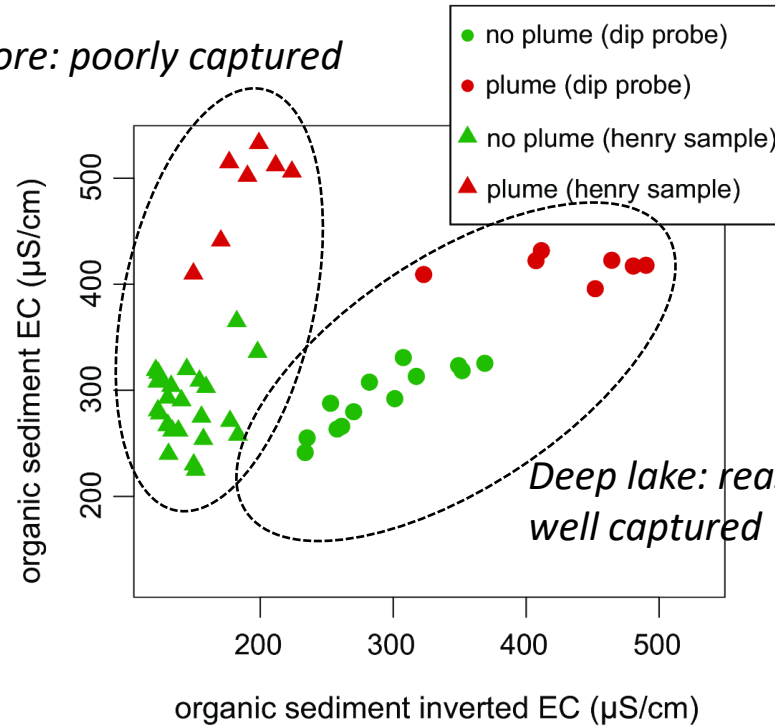 ore: poorly captured
no plume (dip probe)
plume (dip probe)
no plume (henry sample)
plume (henry sample)
organic sediment EC (µS/cm)
500
400
300
200
Deep lake: reas
well captured
200 300 400 500
organic sediment inverted EC (µS/cm)